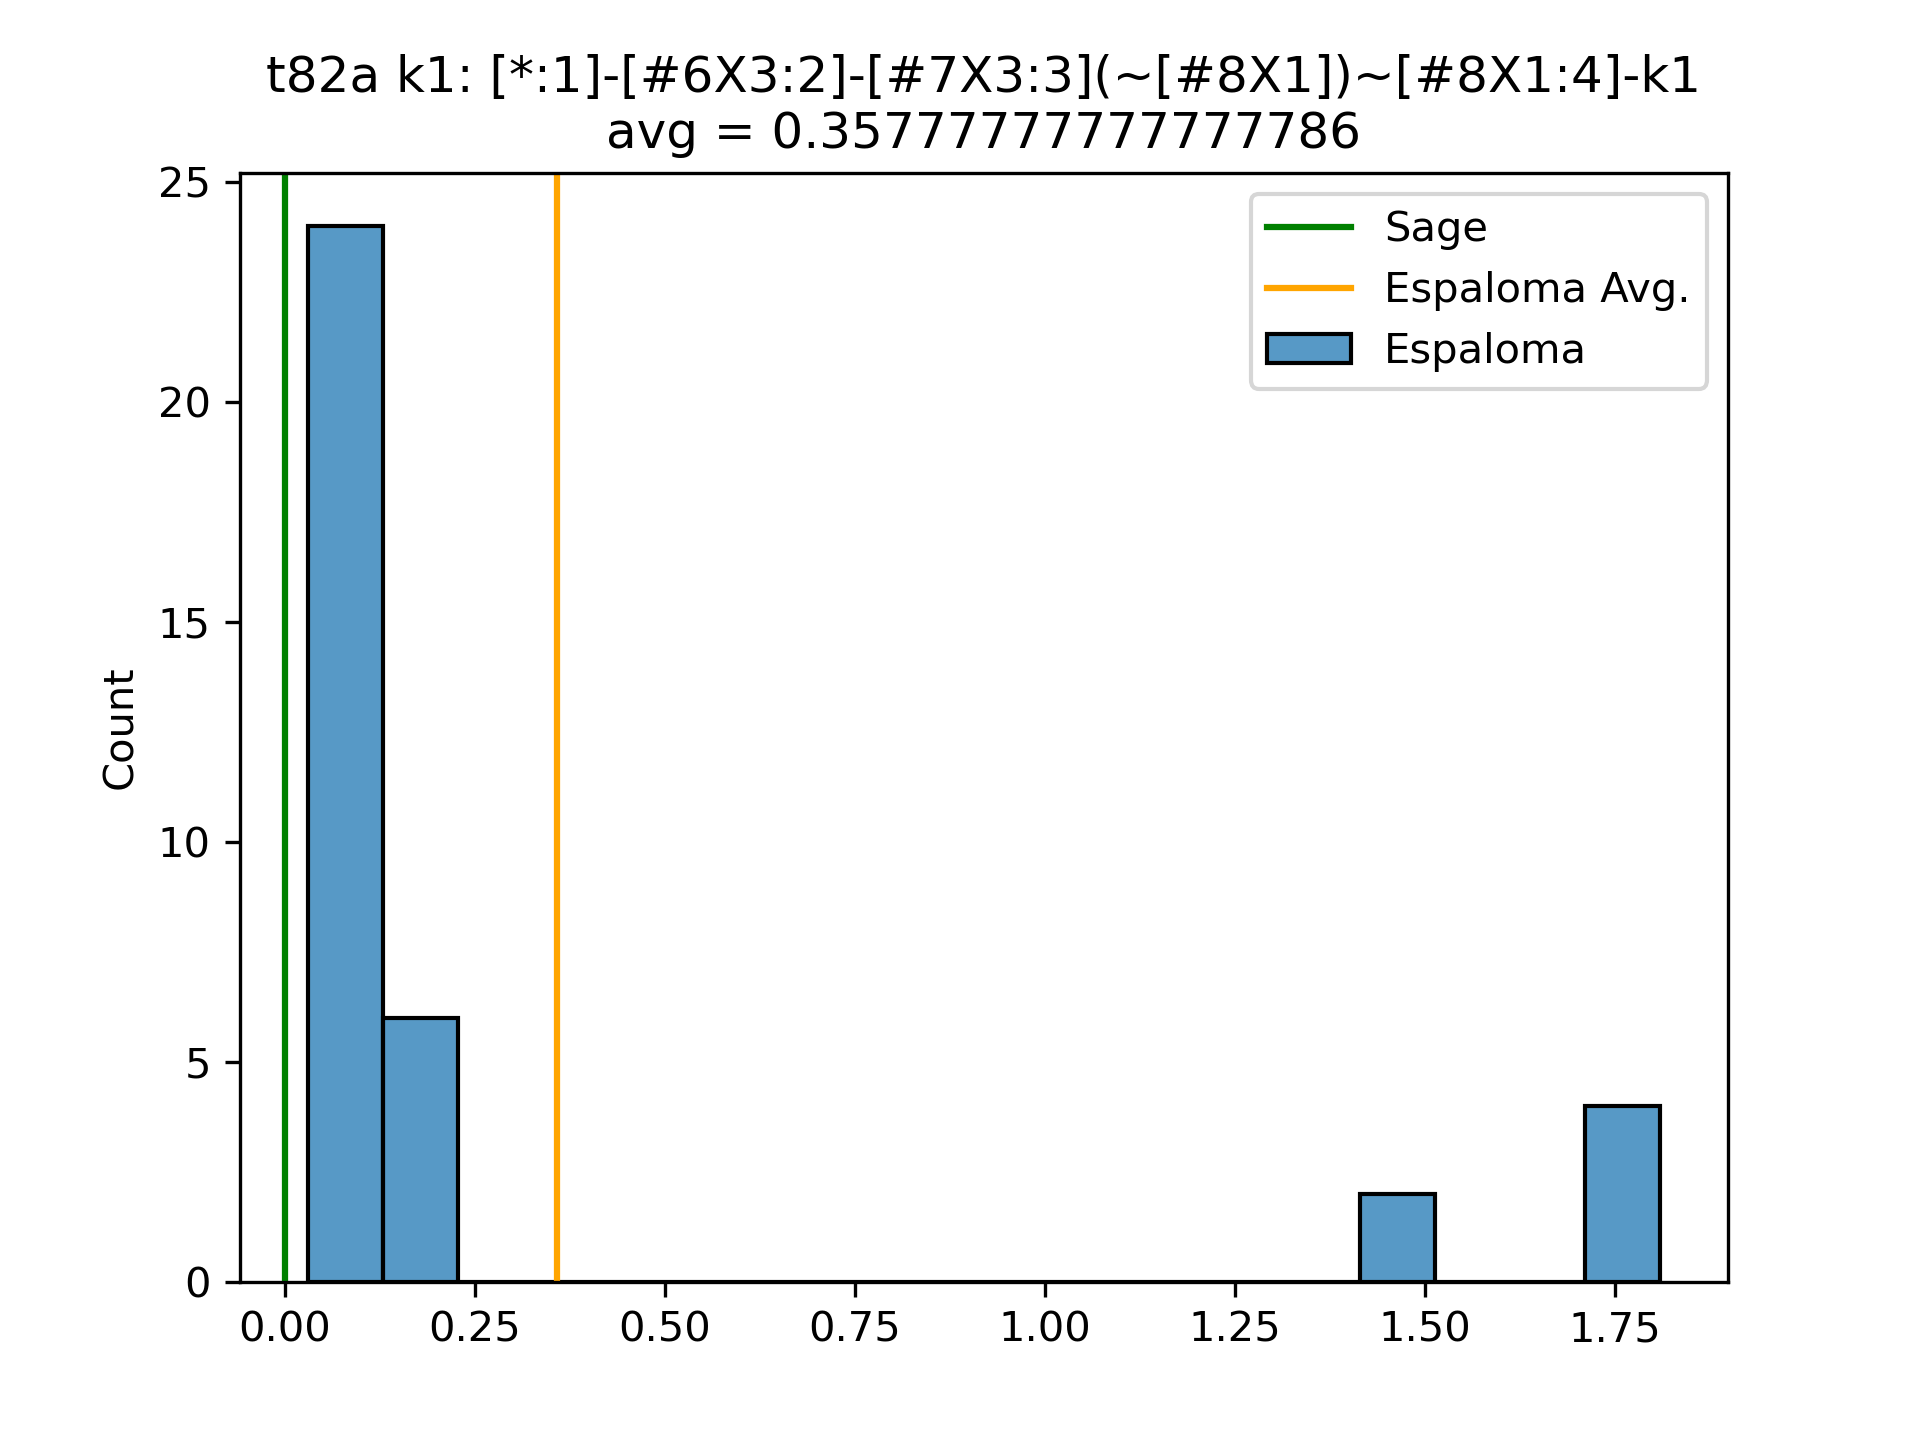 t82a k1: [*:1]-[#6X3:2]-[#7X3:3](~[#8X1])~[#8X1:4]-k1
avg = 0.35777777777777786
Sage
Espaloma Avg.
Espaloma
Count
25
20
15
10
5
0
0.00 0.25 0.50 0.75 1.00 1.25 1.50 1.75